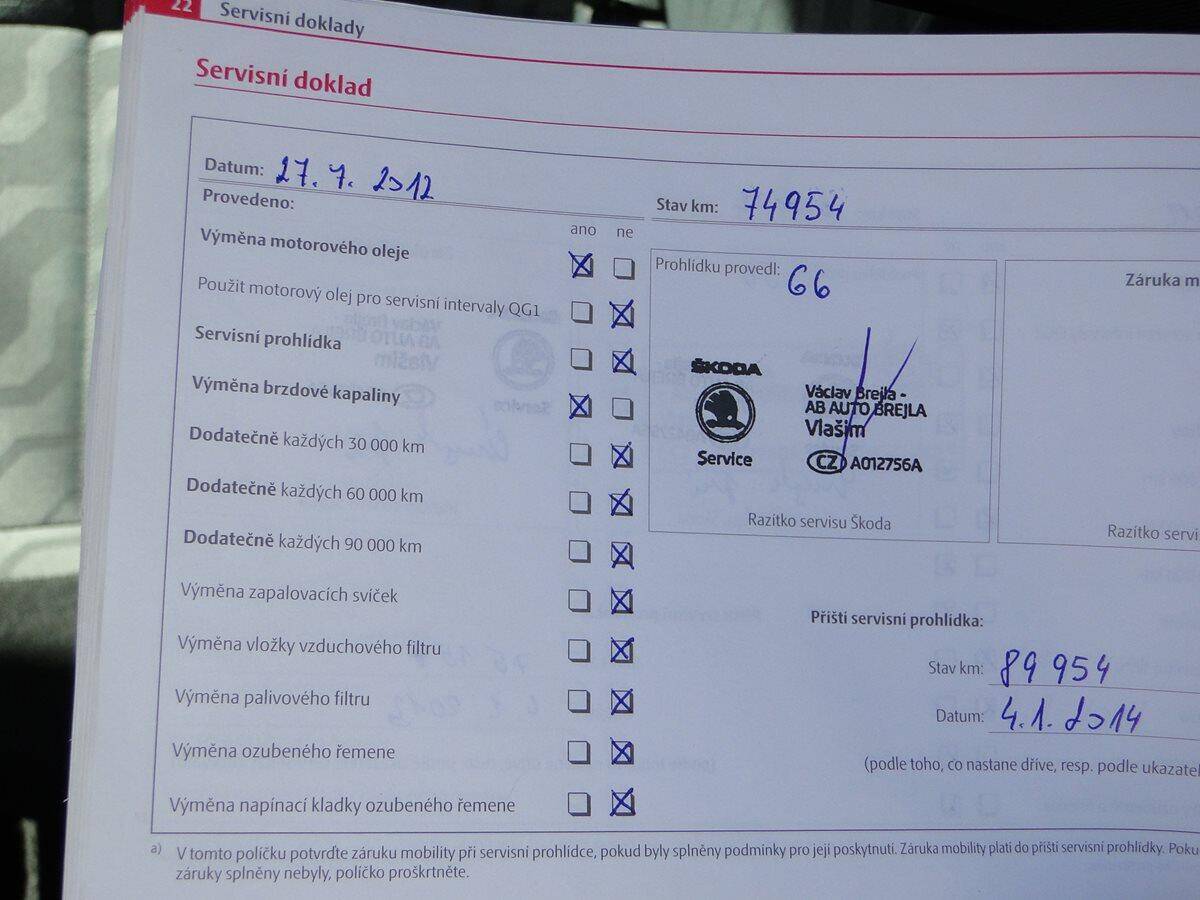 22 Servisní doklady
Servisní doklad
Datum: 27. 7. 2012
Stav km: 74954
Provedeno:
ano ne
Výměna motorového oleje
Použit motorový olej pro servisní intervaly QG1
Servisní prohlídka
Výměna brzdové kapaliny
Dodatečně každých 30 000 km
Dodatečně každých 60 000 km
Dodatečně každých 90 000 km
Výměna zapalovacích svíček
Výměna vložky vzduchového filtru
Výměna palivového filtru
Výměna ozubeného řemene
Výměna napínací kladky ozubeného řemene
Prohlídku provedl: G6
ŠKODA
Service
Václav Brejla -
AB AUTO BREJLA
Vlašim
CZ A012756A
Razítko servisu Škoda
Záruka m
Razítko servi
Příští servisní prohlídka:
Stav km: 89 954
Datum: 4. 1. 2014
(podle toho, co nastane dříve, resp. podle ukazatel
a) V tomto políčku potvrďte záruku mobility při servisní prohlídce, pokud byly splněny podmínky pro její poskytnutí. Záruka mobility platí do příští servisní prohlídky. Poku
záruky splněny nebyly, políčko proškrtněte.